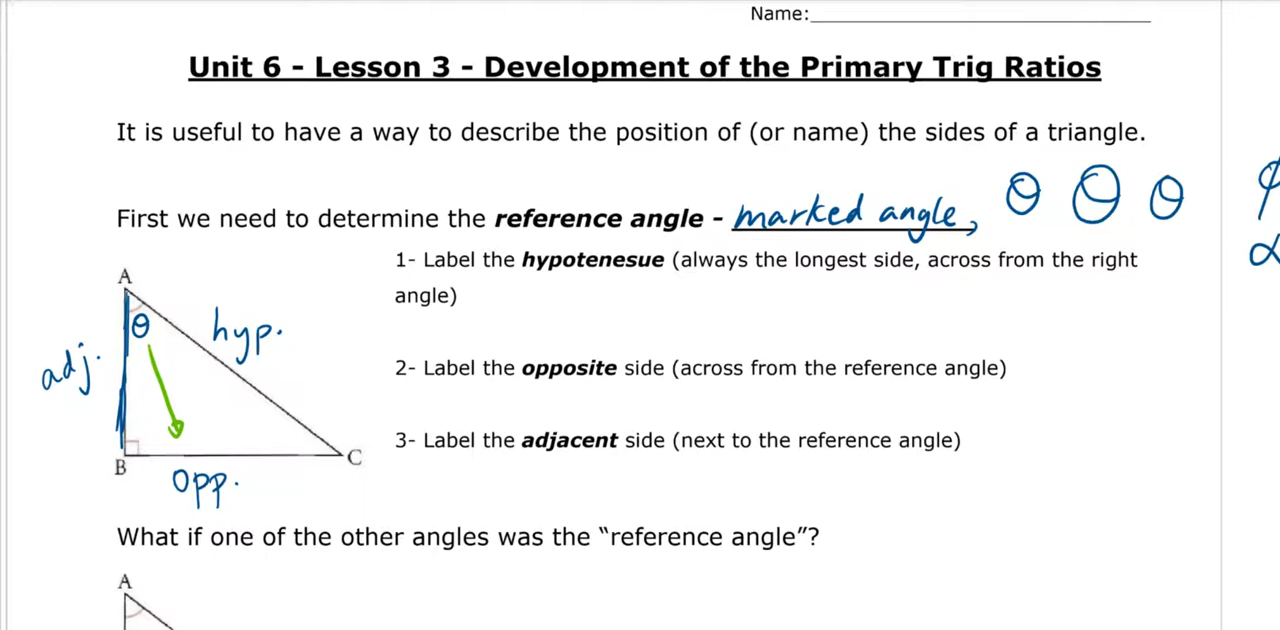 Name:
Unit 6 - Lesson 3 - Development of the Primary Trig Ratios
It is useful to have a way to describe the position of (or name) the sides of a triangle.
First we need to determine the reference angle - marked angle, θ θ θ ϕ
α
1- Label the hypotenesue (always the longest side, across from the right
angle)
A
θ
hyp.
adj.
2- Label the opposite side (across from the reference angle)
3- Label the adjacent side (next to the reference angle)
B
C
opp.
What if one of the other angles was the “reference angle”?
A